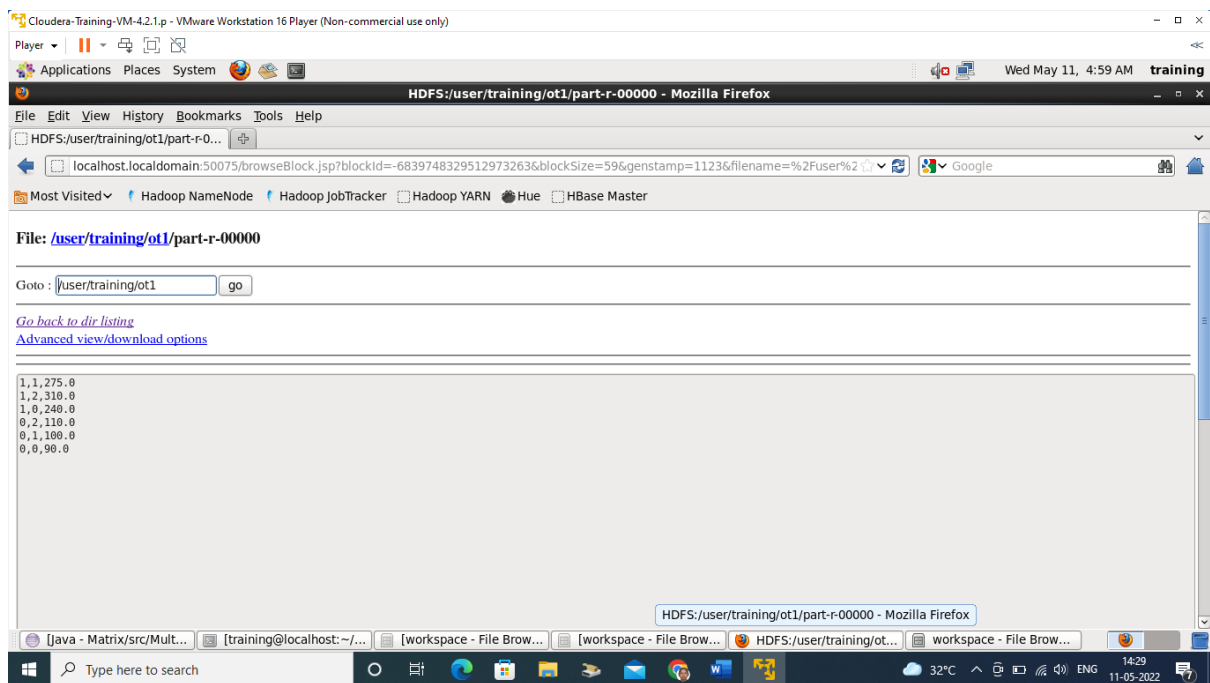 Cloudera-Training-VM-4.2.1.p - VMware Workstation 16 Player (Non-commercial use only)
Player
Applications Places System Wed May 11, 4:59 AM training
HDFS:/user/training/ot1/part-r-00000 - Mozilla Firefox
File Edit View History Bookmarks Tools Help
HDFS:/user/training/ot1/part-r-0...
localhost.localdomain:50075/browseBlock.jsp?blockId=-6839748329512973263&blockSize=59&genstamp=1123&filename=%2Fuser%2 Google
Most Visited Hadoop NameNode Hadoop JobTracker Hadoop YARN Hue HBase Master
File: /user/training/ot1/part-r-00000
Goto : /user/training/ot1 go
Go back to dir listing
Advanced view/download options
1,1,275.0
1,2,310.0
1,0,240.0
0,2,110.0
0,1,100.0
0,0,90.0
HDFS:/user/training/ot1/part-r-00000 - Mozilla Firefox
[Java - Matrix/src/Mult... [training@localhost:~/... [workspace - File Brow... [workspace - File Brow... HDFS:/user/training/ot... workspace - File Brow...
Type here to search 32°C ENG 14:29
11-05-2022